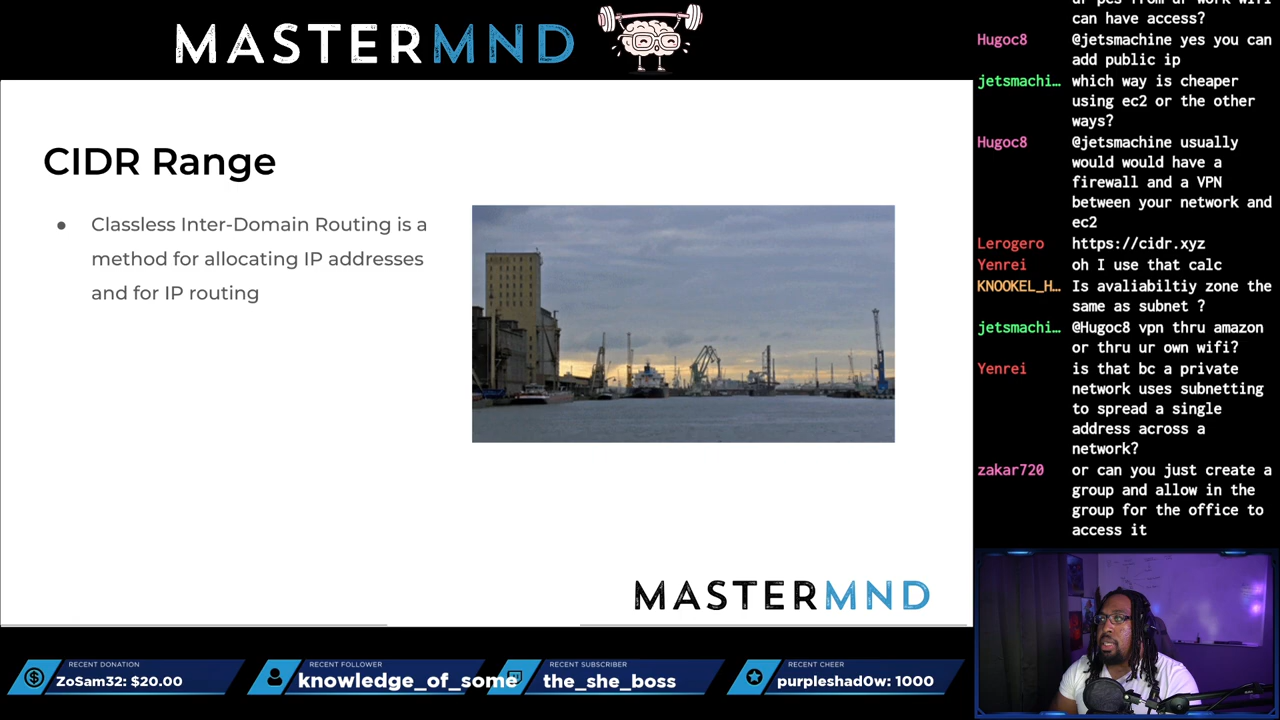 MASTERMND
CIDR Range
● Classless Inter-Domain Routing is a
method for allocating IP addresses
and for IP routing
MASTERMND
can have access?
Hugoc8 @jetsmachine yes you can
add public ip
jetsmachi… which way is cheaper
using ec2 or the other
ways?
Hugoc8 @jetsmachine usually
would would have a
firewall and a VPN
between your network and
ec2
Lerogero https://cidr.xyz
Yenrei oh I use that calc
KNOOKEL_H… Is avaliabiltiy zone the
same as subnet ?
jetsmachi… @Hugoc8 vpn thru amazon
or thru ur own wifi?
Yenrei is that bc a private
network uses subnetting
to spread a single
address across a
network?
zakar720 or can you just create a
group and allow in the
group for the office to
access it
RECENT DONATION
ZoSam32: $20.00
RECENT FOLLOWER
knowledge_of_some
RECENT SUBSCRIBER
the_she_boss
RECENT CHEER
purpleshad0w: 1000